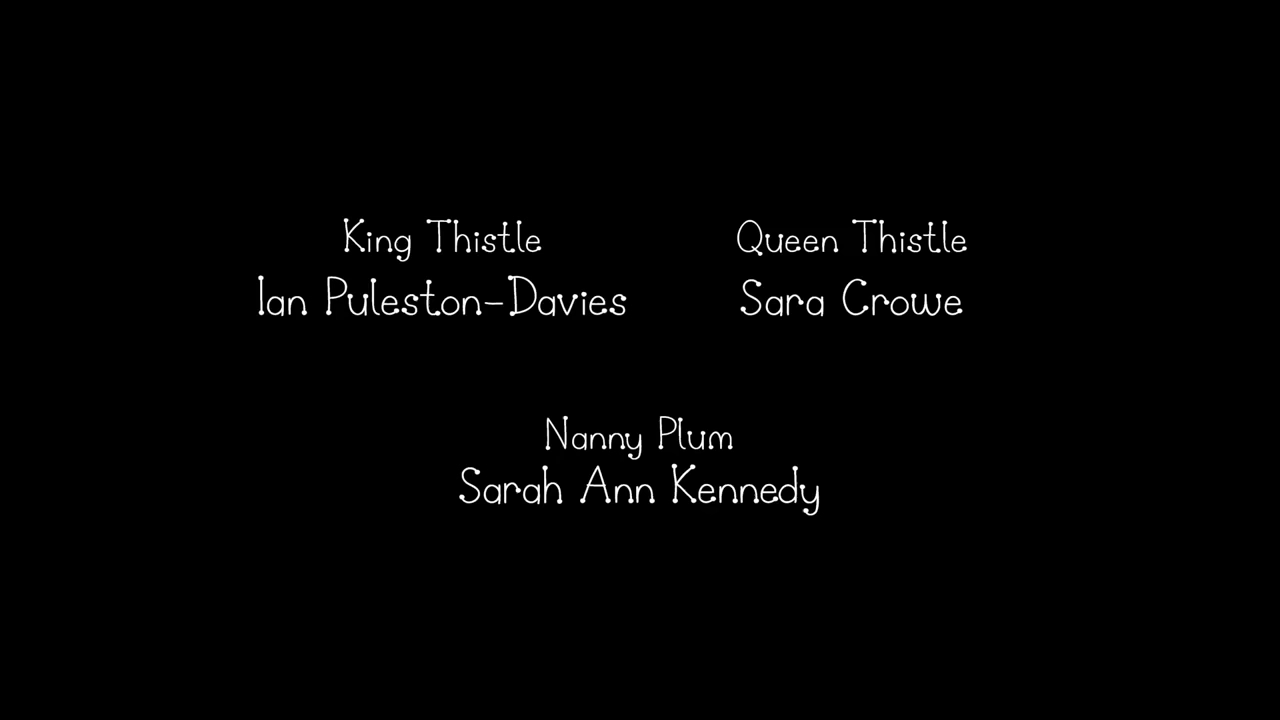 King Thistle
Ian Puleston-Davies
Queen Thistle
Sara Crowe
Nanny Plum
Sarah Ann Kennedy